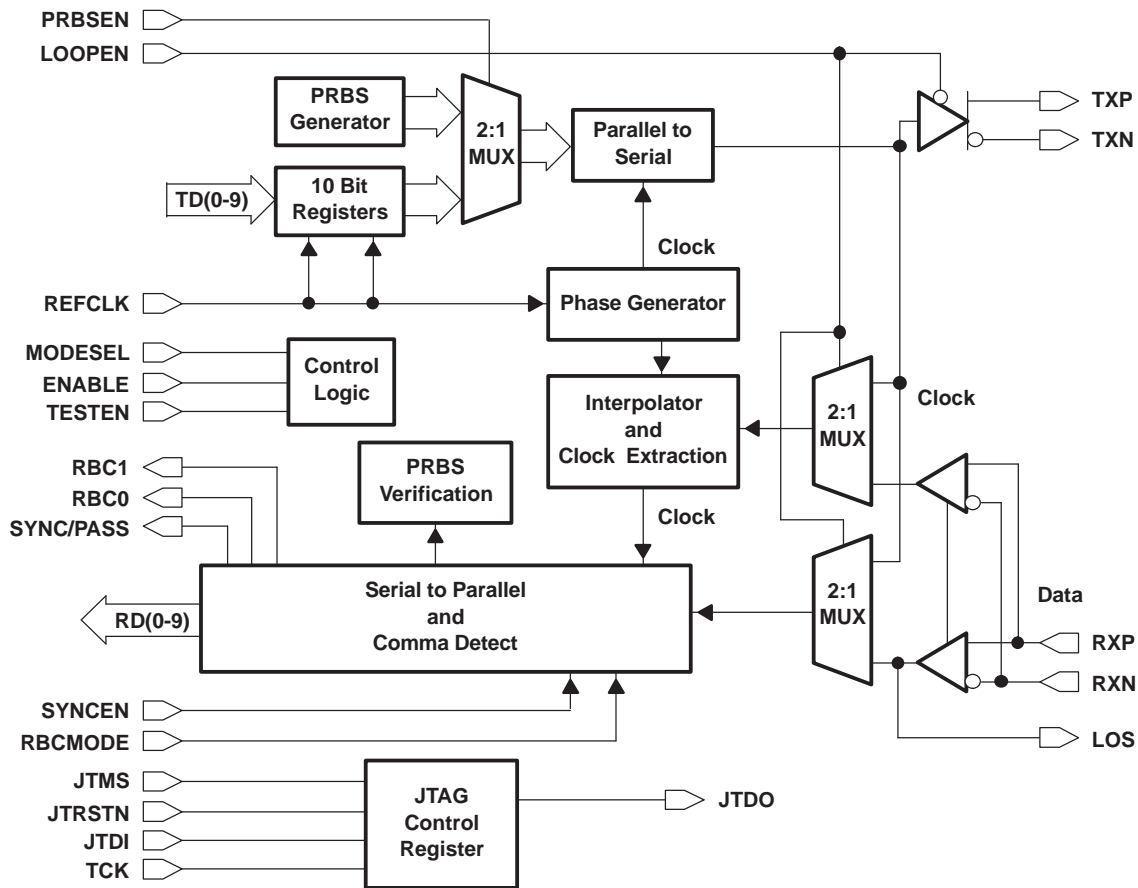 PRBSEN
LOOPEN
PRBS
Generator
2:1
MUX
Parallel to
Serial
TXP
TXN
TD(0-9)
10 Bit
Registers
Clock
REFCLK
Phase Generator
MODESEL
ENABLE
TESTEN
Control
Logic
Interpolator
and
Clock Extraction
2:1
MUX
Clock
RBC1
RBC0
SYNC/PASS
PRBS
Verification
Clock
RD(0-9)
Serial to Parallel
and
Comma Detect
2:1
MUX
Data
RXP
RXN
LOS
SYNCEN
RBCMODE
JTMS
JTRSTN
JTDI
TCK
JTAG
Control
Register
JTDO